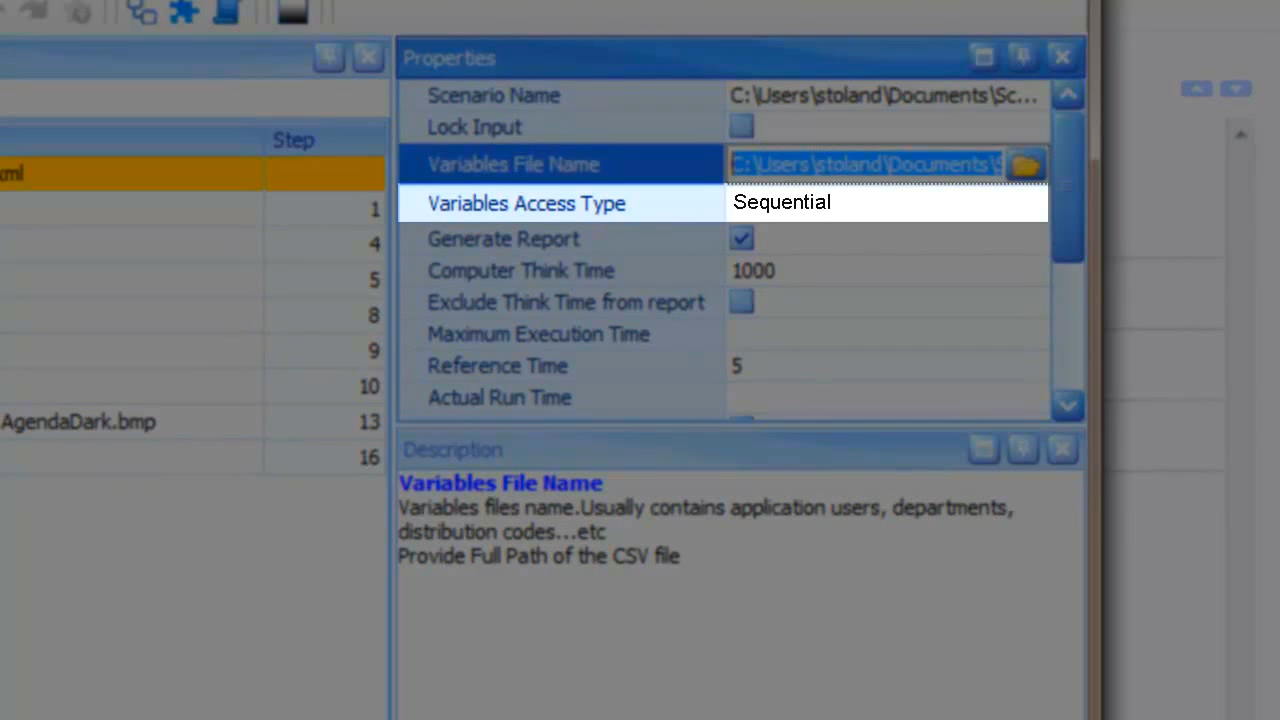 Properties
Scenario Name C:\Users\stoland\Documents\Sc...
Lock Input
Variables File Name C:\Users\stoland\Documents\S
Variables Access Type Sequential
Generate Report
Computer Think Time 1000
Exclude Think Time from report
Maximum Execution Time
Reference Time 5
Actual Run Time
Step
xml
1
4
5
8
9
10
AgendaDark.bmp 13
16
Description
Variables File Name
Variables files name.Usually contains application users, departments,
distribution codes...etc
Provide Full Path of the CSV file